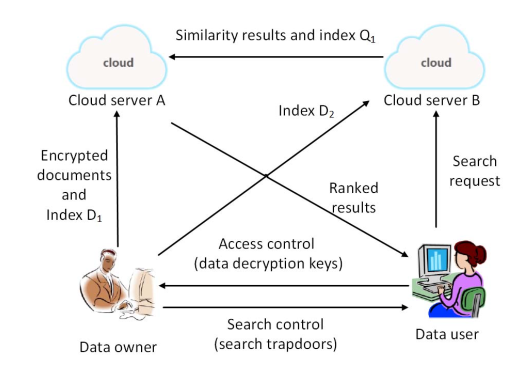 Similarity results and index Q₁
cloud
cloud
Cloud server A
Cloud server B
Index D₂
Encrypted
documents
and
Index D₁
Search
request
Ranked
results
Access control
(data decryption keys)
Search control
(search trapdoors)
Data owner
Data user